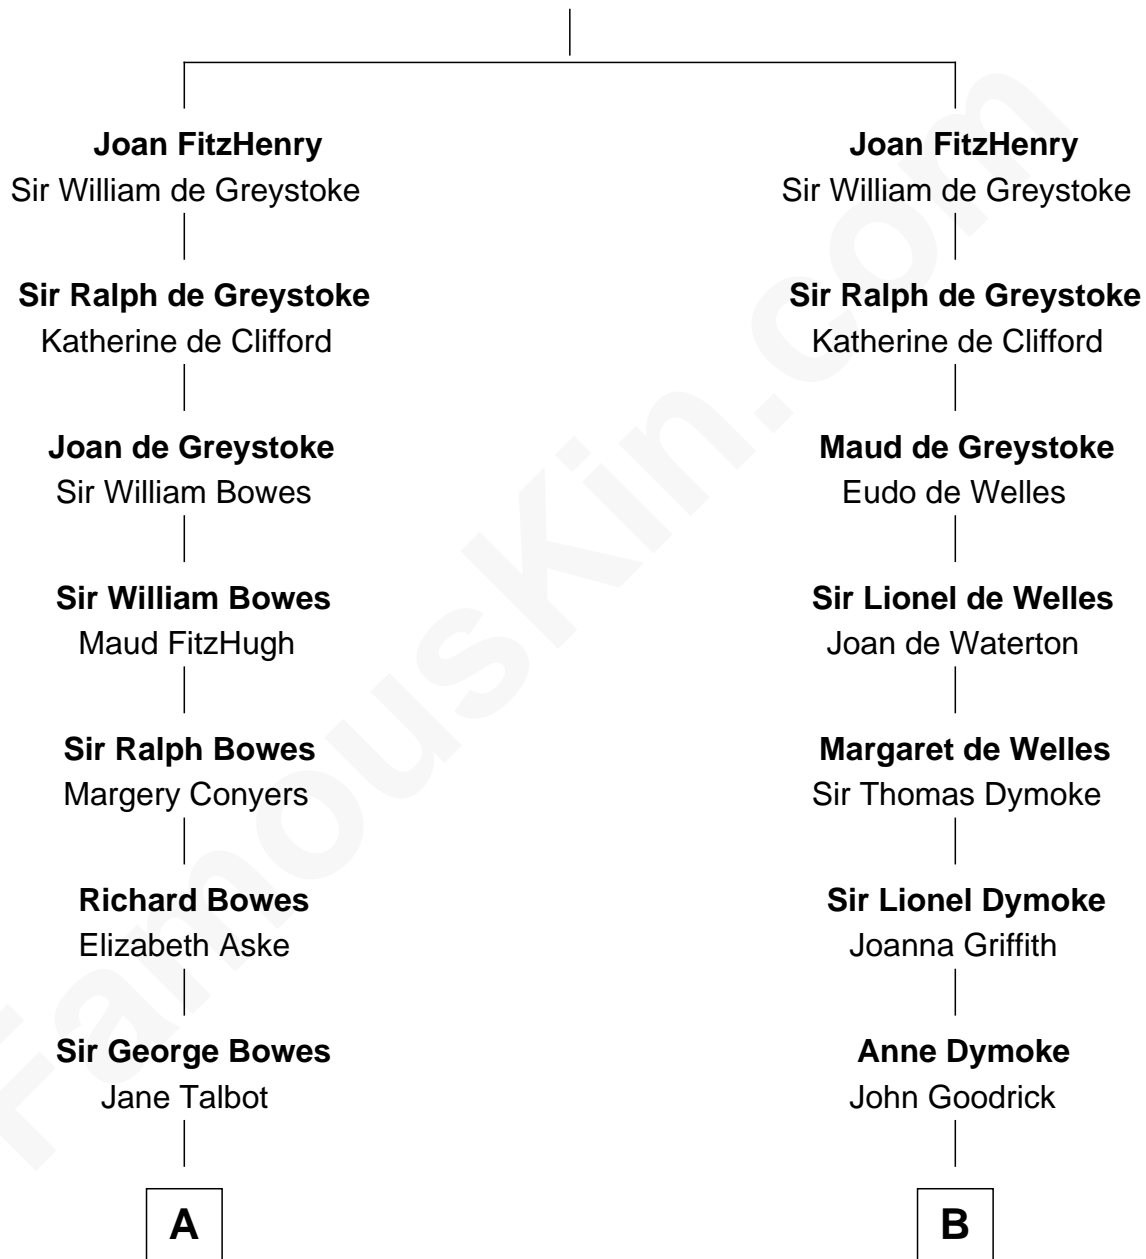 Joan FitzHenry
Sir William de Greystoke
Sir Ralph de Greystoke
Katherine de Clifford
Joan de Greystoke
Sir William Bowes
Sir William Bowes
Maud FitzHugh
Sir Ralph Bowes
Margery Conyers
Richard Bowes
Elizabeth Aske
Sir George Bowes
Jane Talbot
A
Joan FitzHenry
Sir William de Greystoke
Sir Ralph de Greystoke
Katherine de Clifford
Maud de Greystoke
Eudo de Welles
Sir Lionel de Welles
Joan de Waterton
Margaret de Welles
Sir Thomas Dymoke
Sir Lionel Dymoke
Joanna Griffith
Anne Dymoke
John Goodrick
B
FamousKin.com